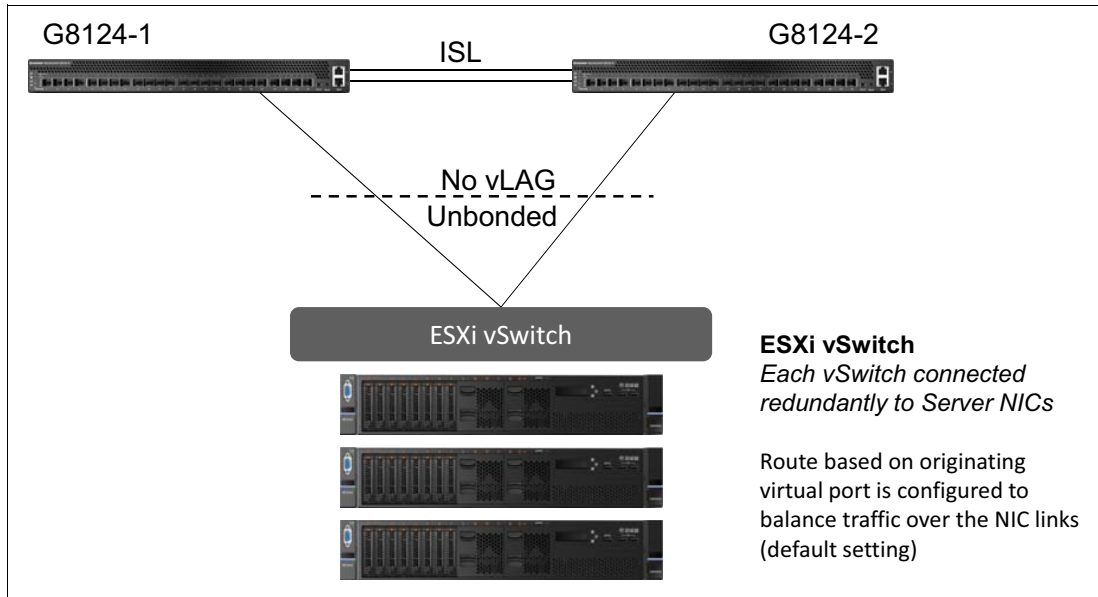 G8124-1
G8124-2
ISL
No vLAG
Unbonded
ESXi vSwitch
ESXi vSwitch
Each vSwitch connected
redundantly to Server NICs
Route based on originating
virtual port is configured to
balance traffic over the NIC links
(default setting)